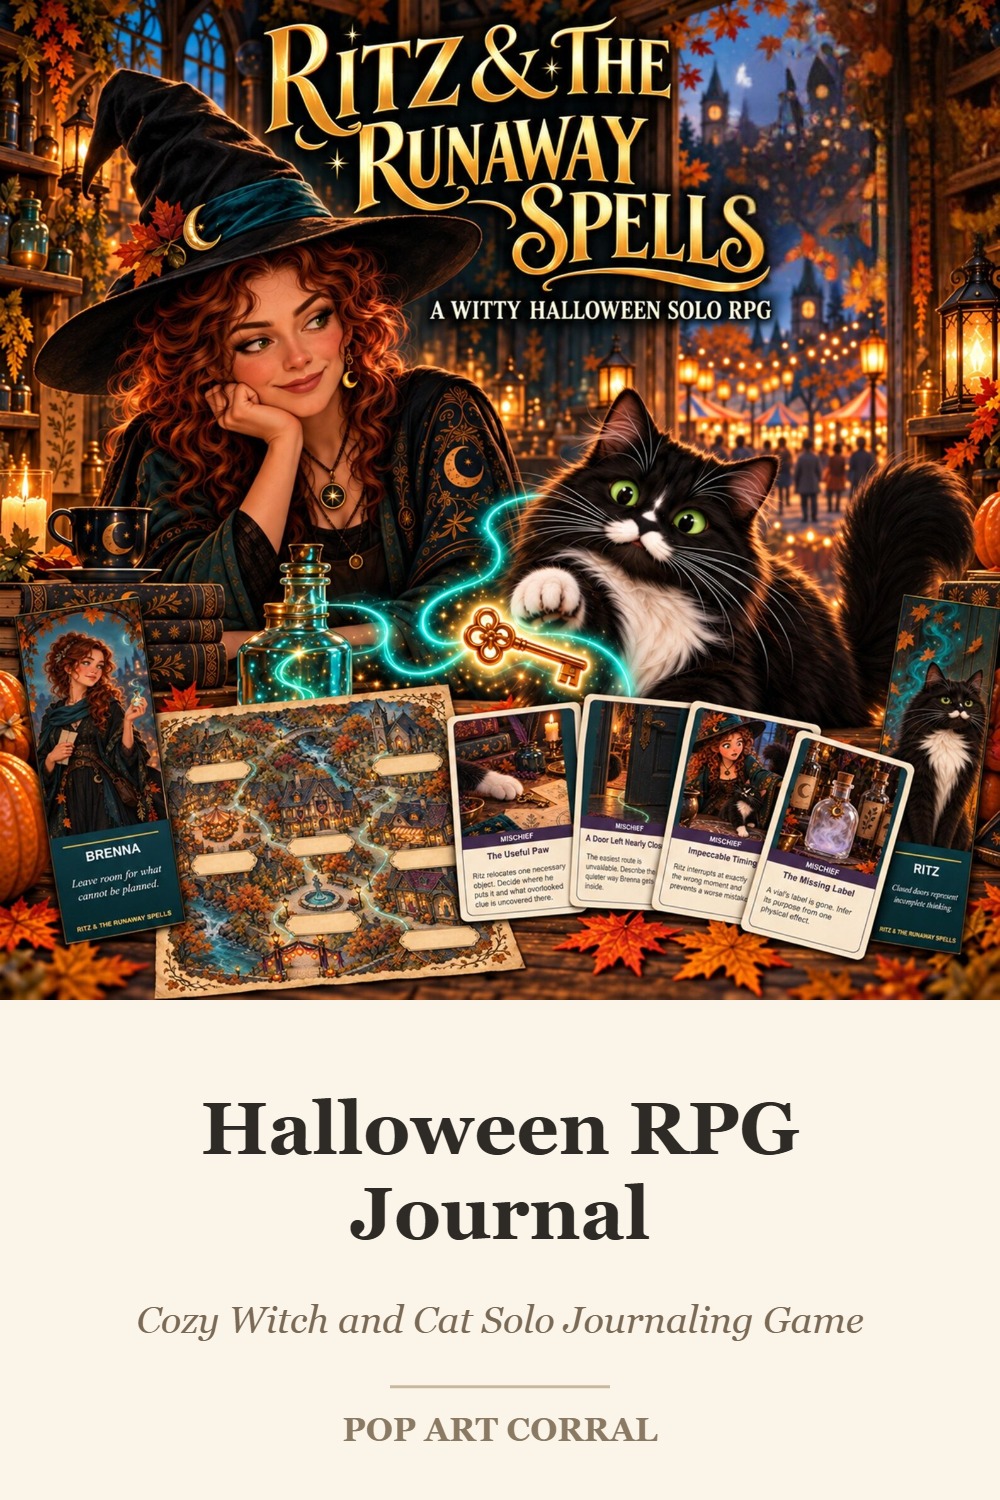 RITZ & THE
RUNAWAY
SPELLS
A WITTY HALLOWEEN SOLO RPG
BRENNA
Leave room for what
cannot be planned.
RITZ & THE RUNAWAY SPELLS
MISCHIEF
The Useful Paw
Ritz relocates one necessary
object. Decide where he
puts it and what overlooked
clue is uncovered there.
MISCHIEF
A Door Left Nearly
The easiest route is
unavailable. Describe the
quieter way Brenna gets
inside.
MISCHIEF
Impeccable Timing
Ritz interrupts at exactly
the wrong moment and
prevents a worse
MISCHIEF
The Missing Label
A vial's label is gone. Infer
its purpose from one
physical effect.
RITZ
Closed doors represent
incomplete thinking.
RITZ & THE RUNAWAY SPELLS
Halloween RPG
Journal
Cozy Witch and Cat Solo Journaling Game
POP ART CORRAL